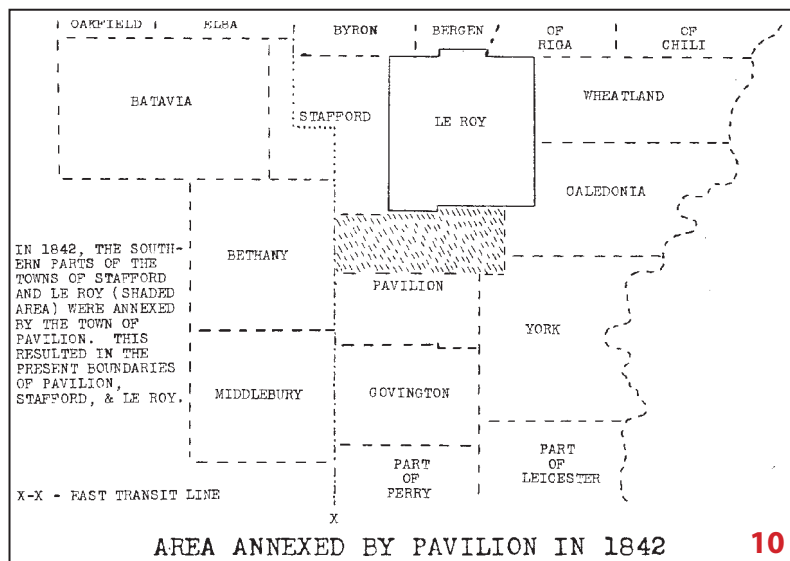 OAKFIELD
ELBA
BYRON
BERGEN
OF
RIGA
OF
CHILI
BATAVIA
STAFFORD
LE ROY
WHEATLAND
CALEDONIA
BETHANY
IN 1842, THE SOUTH-
ERN PARTS OF THE
TOWNS OF STAFFORD
AND LE ROY (SHADED
AREA) WERE ANNEXED
BY THE TOWN OF
PAVILION. THIS
RESULTED IN THE
PRESENT BOUNDARIES
OF PAVILION,
STAFFORD, & LE ROY.
PAVILION
YORK
MIDDLEBURY
GOVINGTON
PART
OF
PERRY
PART
OF
LEICESTER
X-X - EAST TRANSIT LINE
X
AREA ANNEXED BY PAVILION IN 1842
10